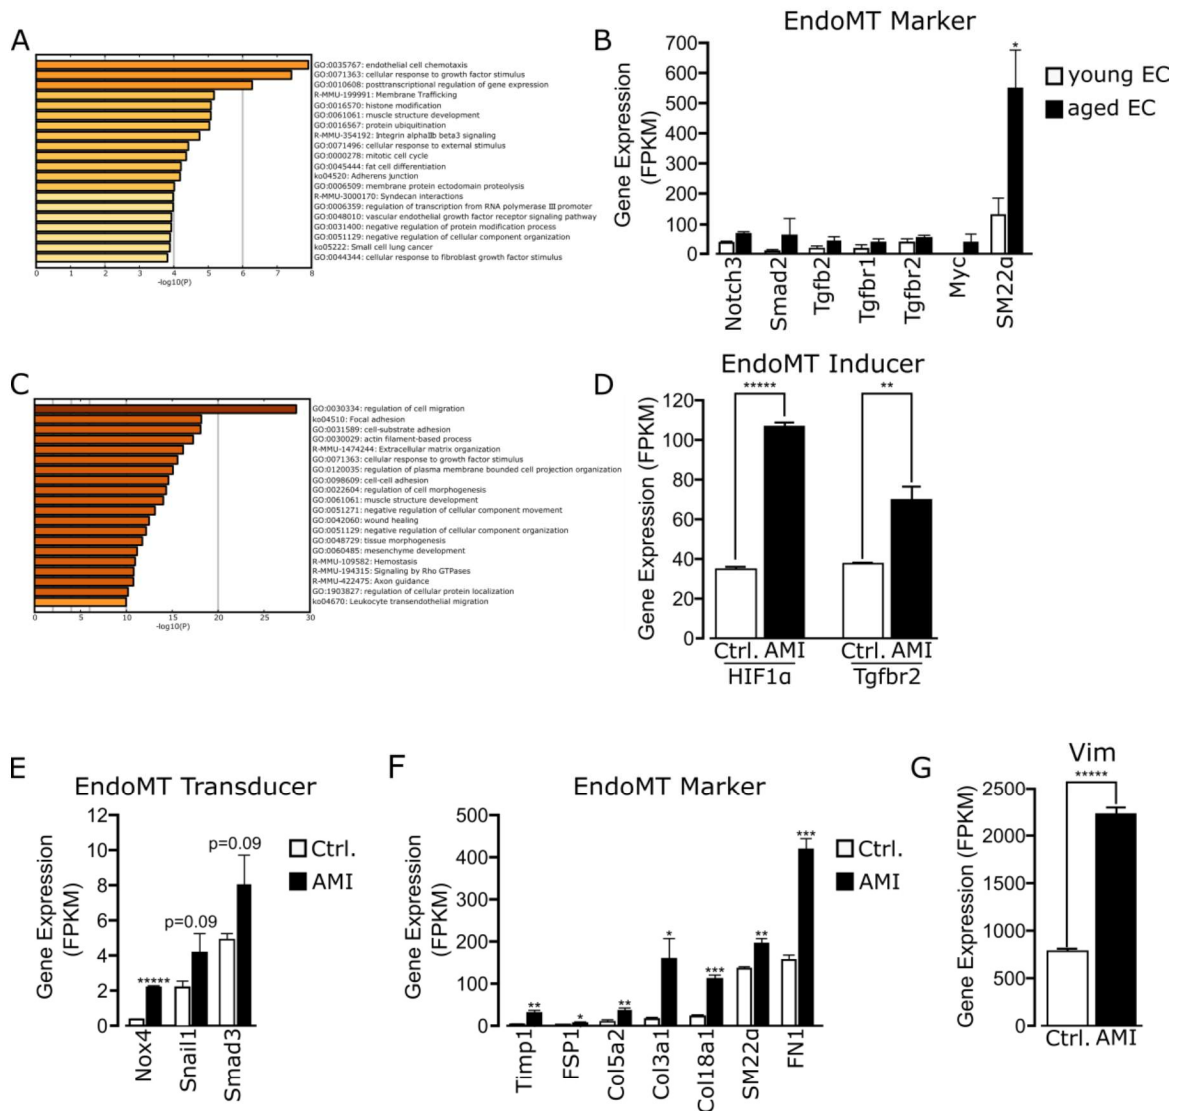 A
GO:0035767: endothelial cell chemotaxis
GO:0071363: cellular response to growth factor stimulus
GO:0010608: posttranscriptional regulation of gene expression
R-MMU-199991: Membrane Trafficking
GO:0016570: histone modification
GO:0061061: muscle structure development
GO:0016567: protein ubiquitination
R-MMU-354192: Integrin alphaIIb beta3 signaling
GO:0071496: cellular response to external stimulus
GO:0000278: mitotic cell cycle
GO:0045444: fat cell differentiation
ko04520: Adherens junction
GO:0006509: membrane protein ectodomain proteolysis
R-MMU-3000170: Syndecan interactions
GO:0006359: regulation of transcription from RNA polymerase III promoter
GO:0048010: vascular endothelial growth factor receptor signaling pathway
GO:0031400: negative regulation of protein modification process
GO:0051129: negative regulation of cellular component organization
ko05222: Small cell lung cancer
GO:0044344: cellular response to fibroblast growth factor stimulus
0 1 2 3 4 5 6 7 8
-log10(P)
B
EndoMT Marker
Gene Expression
(FPKM)
700
600
500
400
300
200
100
0
*
young EC
aged EC
Notch3
Smad2
Tgfb2
Tgfbr1
Tgfbr2
Myc
SM22α
C
GO:0030334: regulation of cell migration
ko04510: Focal adhesion
GO:0031589: cell-substrate adhesion
GO:0030029: actin filament-based process
R-MMU-1474244: Extracellular matrix organization
GO:0071363: cellular response to growth factor stimulus
GO:0120035: regulation of plasma membrane bounded cell projection organization
GO:0098609: cell-cell adhesion
GO:0022604: regulation of cell morphogenesis
GO:0061061: muscle structure development
GO:0051271: negative regulation of cellular component movement
GO:0042060: wound healing
GO:0051129: negative regulation of cellular component organization
GO:0048729: tissue morphogenesis
GO:0060485: mesenchyme development
R-MMU-109582: Hemostasis
R-MMU-194315: Signaling by Rho GTPases
R-MMU-422475: Axon guidance
GO:1903827: regulation of cellular protein localization
ko04670: Leukocyte transendothelial migration
0 5 10 15 20 25 30
-log10(P)
D
EndoMT Inducer
Gene Expression (FPKM)
120
100
80
60
40
20
0
*****
**
Ctrl. AMI
Ctrl. AMI
HIF1α
Tgfbr2
E
EndoMT Transducer
Gene Expression
(FPKM)
12
10
8
6
4
2
0
*****
p=0.09
p=0.09
Ctrl.
AMI
Nox4
Snail1
Smad3
F
EndoMT Marker
Gene Expression
(FPKM)
500
400
300
200
100
0
**
*
**
*
***
**
***
Ctrl.
AMI
Timp1
FSP1
Col5a2
Col3a1
Col18a1
SM22α
FN1
G
Vim
Gene Expression (FPKM)
2500
2000
1500
1000
500
0
*****
Ctrl. AMI